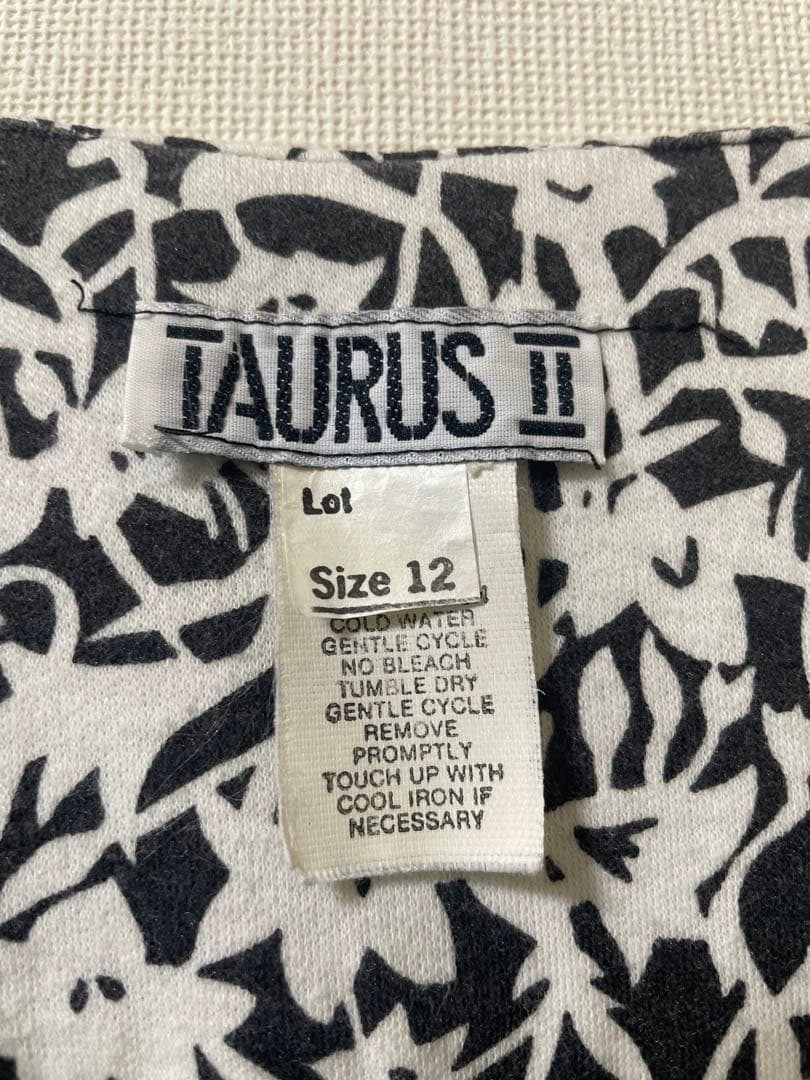 TAURUS II
Lot
Size 12
COLD WATER
GENTLE CYCLE
NO BLEACH
TUMBLE DRY
GENTLE CYCLE
REMOVE
PROMPTLY
TOUCH UP WITH
COOL IRON IF
NECESSARY